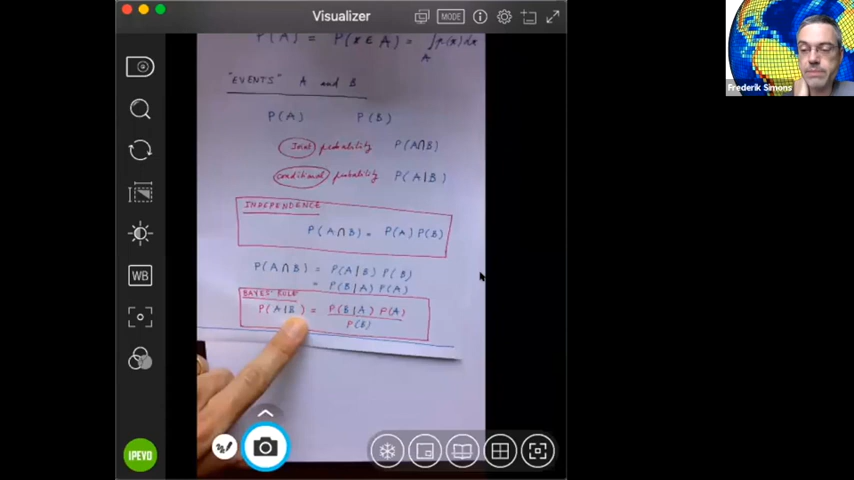 Visualizer
MODE
Frederik Simons
P(A) = P(x ∈ A) = ∫ p(x)dx
A
"EVENTS" A and B
P(A) P(B)
Joint probability P(A∩B)
conditional probability P(A|B)
INDEPENDENCE
P(A∩B) = P(A) P(B)
P(A∩B) = P(A|B) P(B)
= P(B|A) P(A)
BAYES' RULE
P(A|B) = P(B|A) P(A)
P(B)
WB
IPEVO